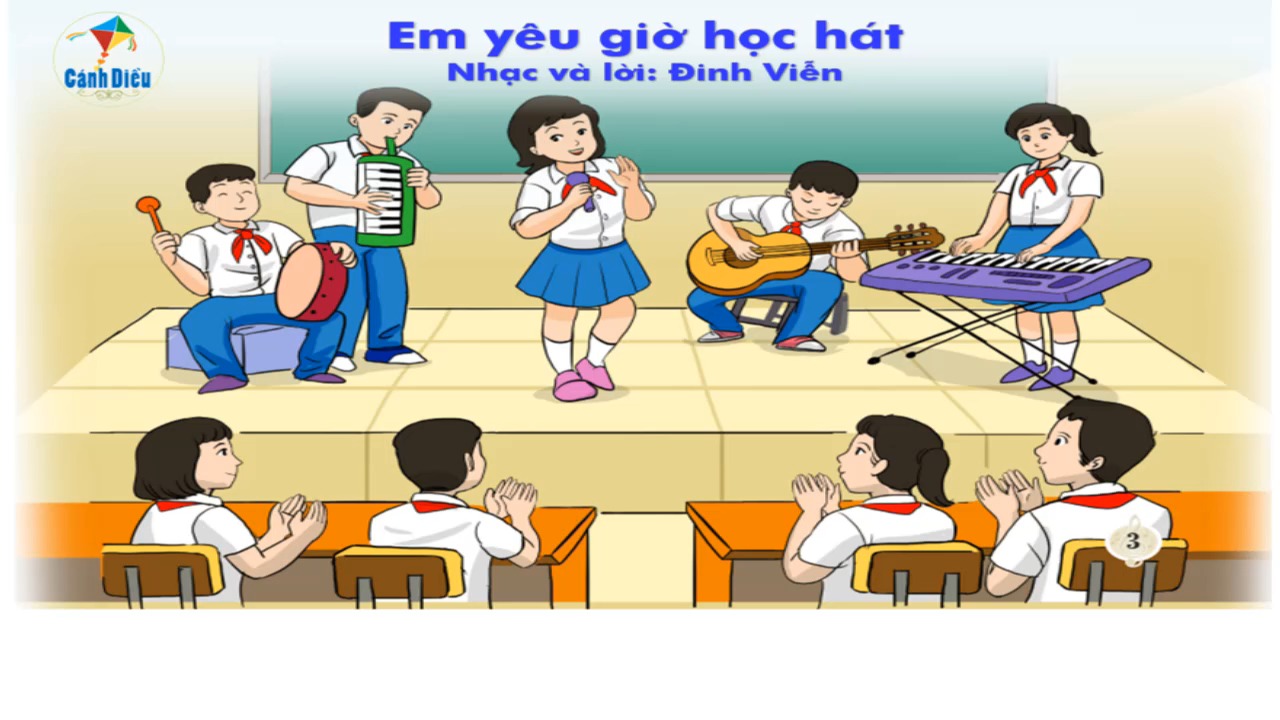 Em yêu giờ học hát
Nhạc và lời: Đinh Viễn
Cánh Diều
3